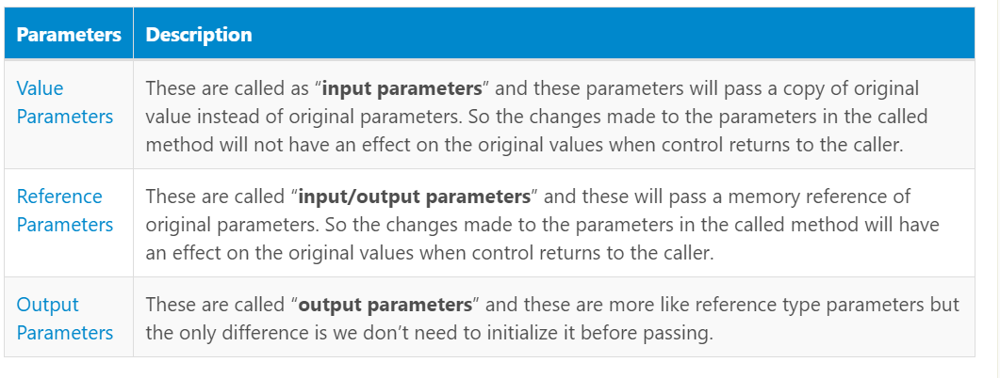 Parameters Description
Value Parameters
These are called as “input parameters” and these parameters will pass a copy of original
value instead of original parameters. So the changes made to the parameters in the called
method will not have an effect on the original values when control returns to the caller.
Reference Parameters
These are called “input/output parameters” and these will pass a memory reference of
original parameters. So the changes made to the parameters in the called method will have
an effect on the original values when control returns to the caller.
Output Parameters
These are called “output parameters” and these are more like reference type parameters but
the only difference is we don’t need to initialize it before passing.